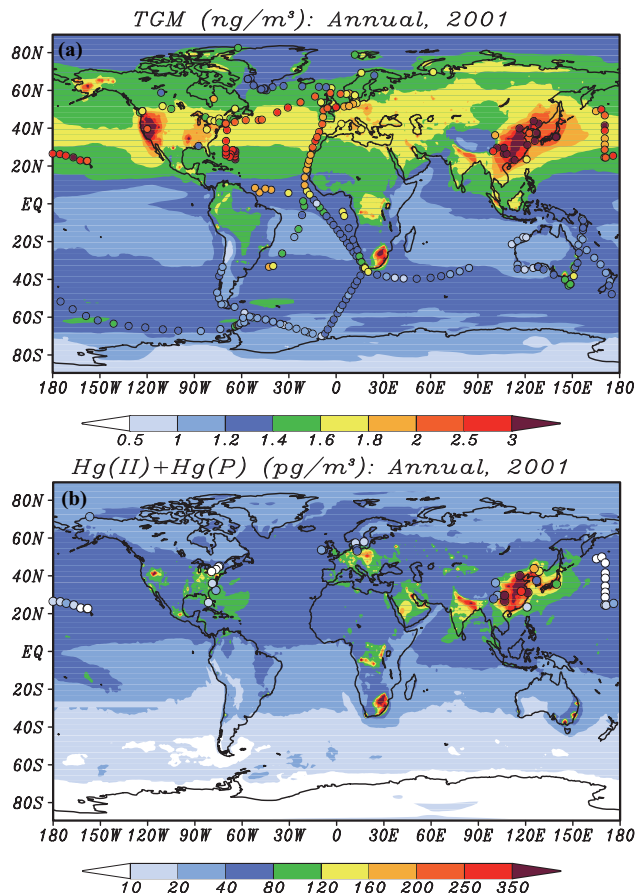 TGM (ng/m³): Annual, 2001
(a)
80N
60N
40N
20N
EQ
20S
40S
60S
80S
180 150W 120W 90W 60W 30W 0 30E 60E 90E 120E 150E 180
0.5 1 1.2 1.4 1.6 1.8 2 2.5 3
Hg(II)+Hg(P) (pg/m³): Annual, 2001
(b)
80N
60N
40N
20N
EQ
20S
40S
60S
80S
180 150W 120W 90W 60W 30W 0 30E 60E 90E 120E 150E 180
10 20 40 80 120 160 200 250 350